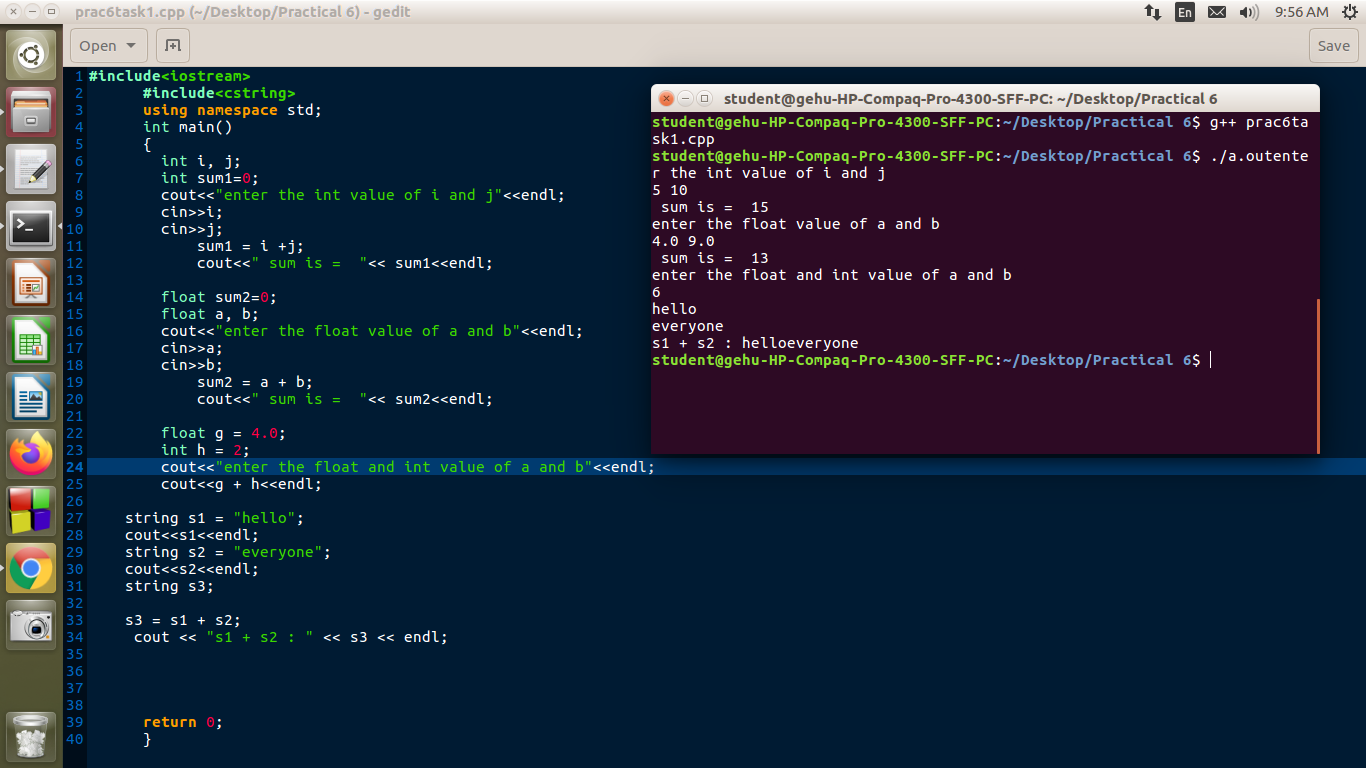 prac6task1.cpp (~/Desktop/Practical 6) - gedit
En
9:56 AM
Open
Save
1 #include<iostream>
2 #include<cstring>
3 using namespace std;
4 int main()
5 {
6 int i, j;
7 int sum1=0;
8 cout<<"enter the int value of i and j"<<endl;
9 cin>>i;
10 cin>>j;
11 sum1 = i +j;
12 cout<<" sum is =  "<< sum1<<endl;
13
14 float sum2=0;
15 float a, b;
16 cout<<"enter the float value of a and b"<<endl;
17 cin>>a;
18 cin>>b;
19 sum2 = a + b;
20 cout<<" sum is =  "<< sum2<<endl;
21
22 float g = 4.0;
23 int h = 2;
24 cout<<"enter the float and int value of a and b"<<endl;
25 cout<<g + h<<endl;
26
27 string s1 = "hello";
28 cout<<s1<<endl;
29 string s2 = "everyone";
30 cout<<s2<<endl;
31 string s3;
32
33 s3 = s1 + s2;
34 cout << "s1 + s2 : " << s3 << endl;
35
36
37
38
39 return 0;
40 }
student@gehu-HP-Compaq-Pro-4300-SFF-PC: ~/Desktop/Practical 6
student@gehu-HP-Compaq-Pro-4300-SFF-PC:~/Desktop/Practical 6$ g++ prac6ta
sk1.cpp
student@gehu-HP-Compaq-Pro-4300-SFF-PC:~/Desktop/Practical 6$ ./a.outente
r the int value of i and j
5 10
 sum is =  15
enter the float value of a and b
4.0 9.0
 sum is =  13
enter the float and int value of a and b
6
hello
everyone
s1 + s2 : helloeveryone
student@gehu-HP-Compaq-Pro-4300-SFF-PC:~/Desktop/Practical 6$